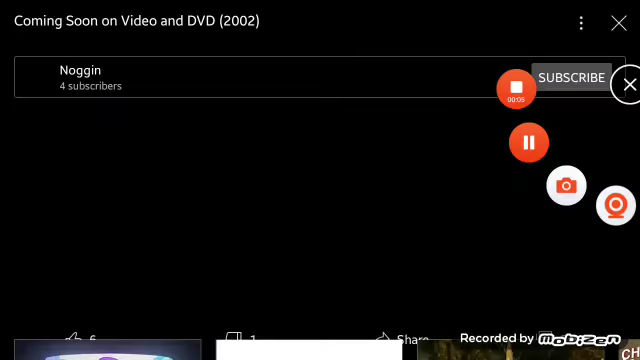 Coming Soon on Video and DVD (2002)
Noggin
4 subscribers
SUBSCRIBE
00:05
6
1
Share
Recorded by
mobizen
CH